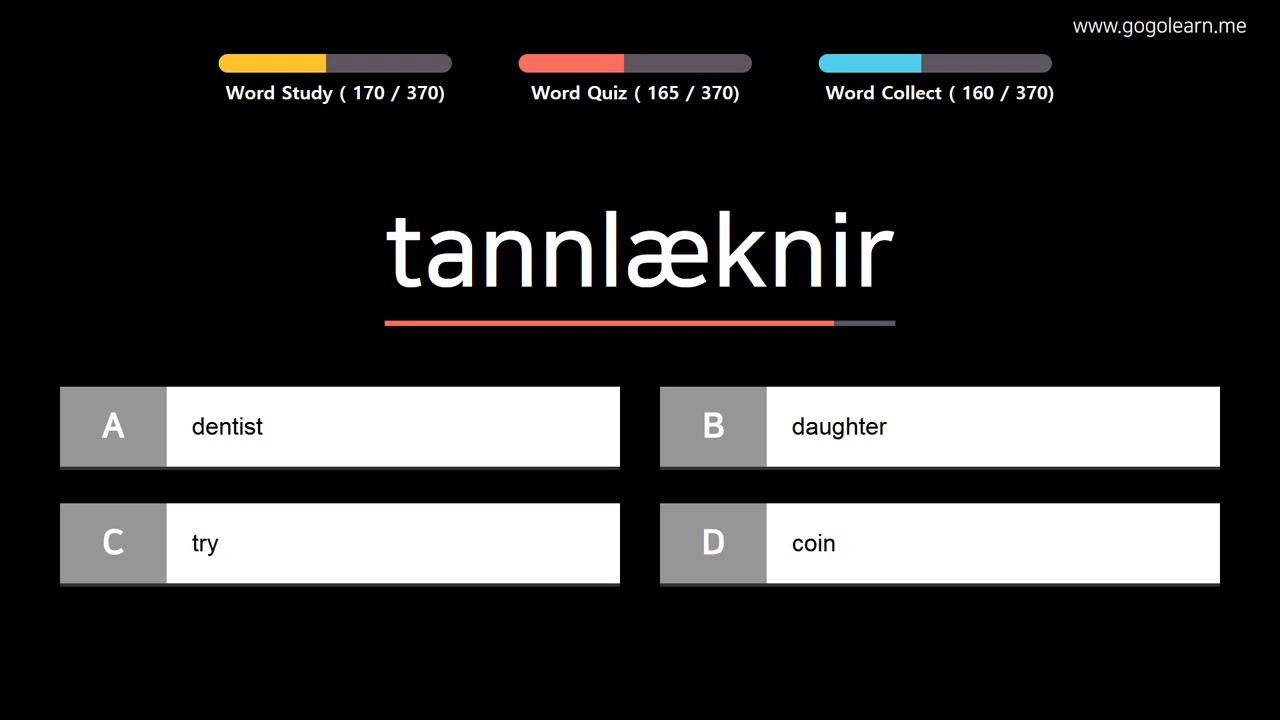 www.gogolearn.me
Word Study ( 170 / 370)
Word Quiz ( 165 / 370)
Word Collect ( 160 / 370)
tannlæknir
A dentist
B daughter
C try
D coin